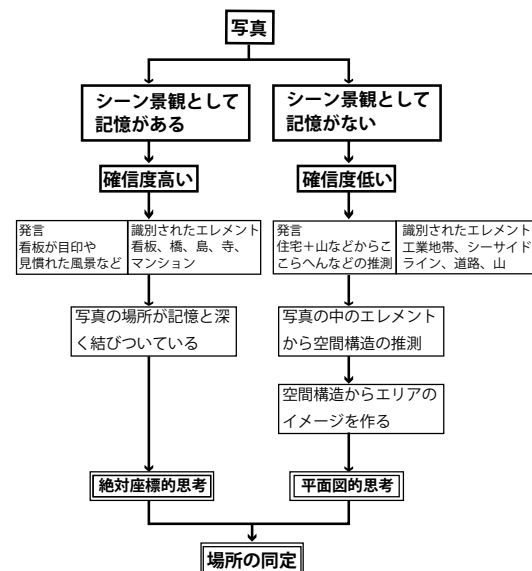 写真
シーン景観として
記憶がある
シーン景観として
記憶がない
確信度高い
確信度低い
発言
看板が目印や
見慣れた風景など
識別されたエレメント
看板、橋、島、寺、
マンション
発言
住宅+山などからこ
こらへんなどの推測
識別されたエレメント
工業地帯、シーサイド
ライン、道路、山
写真の場所が記憶と深
く結びついている
写真の中のエレメント
から空間構造の推測
空間構造からエリアの
イメージを作る
絶対座標的思考
平面図的思考
場所の同定